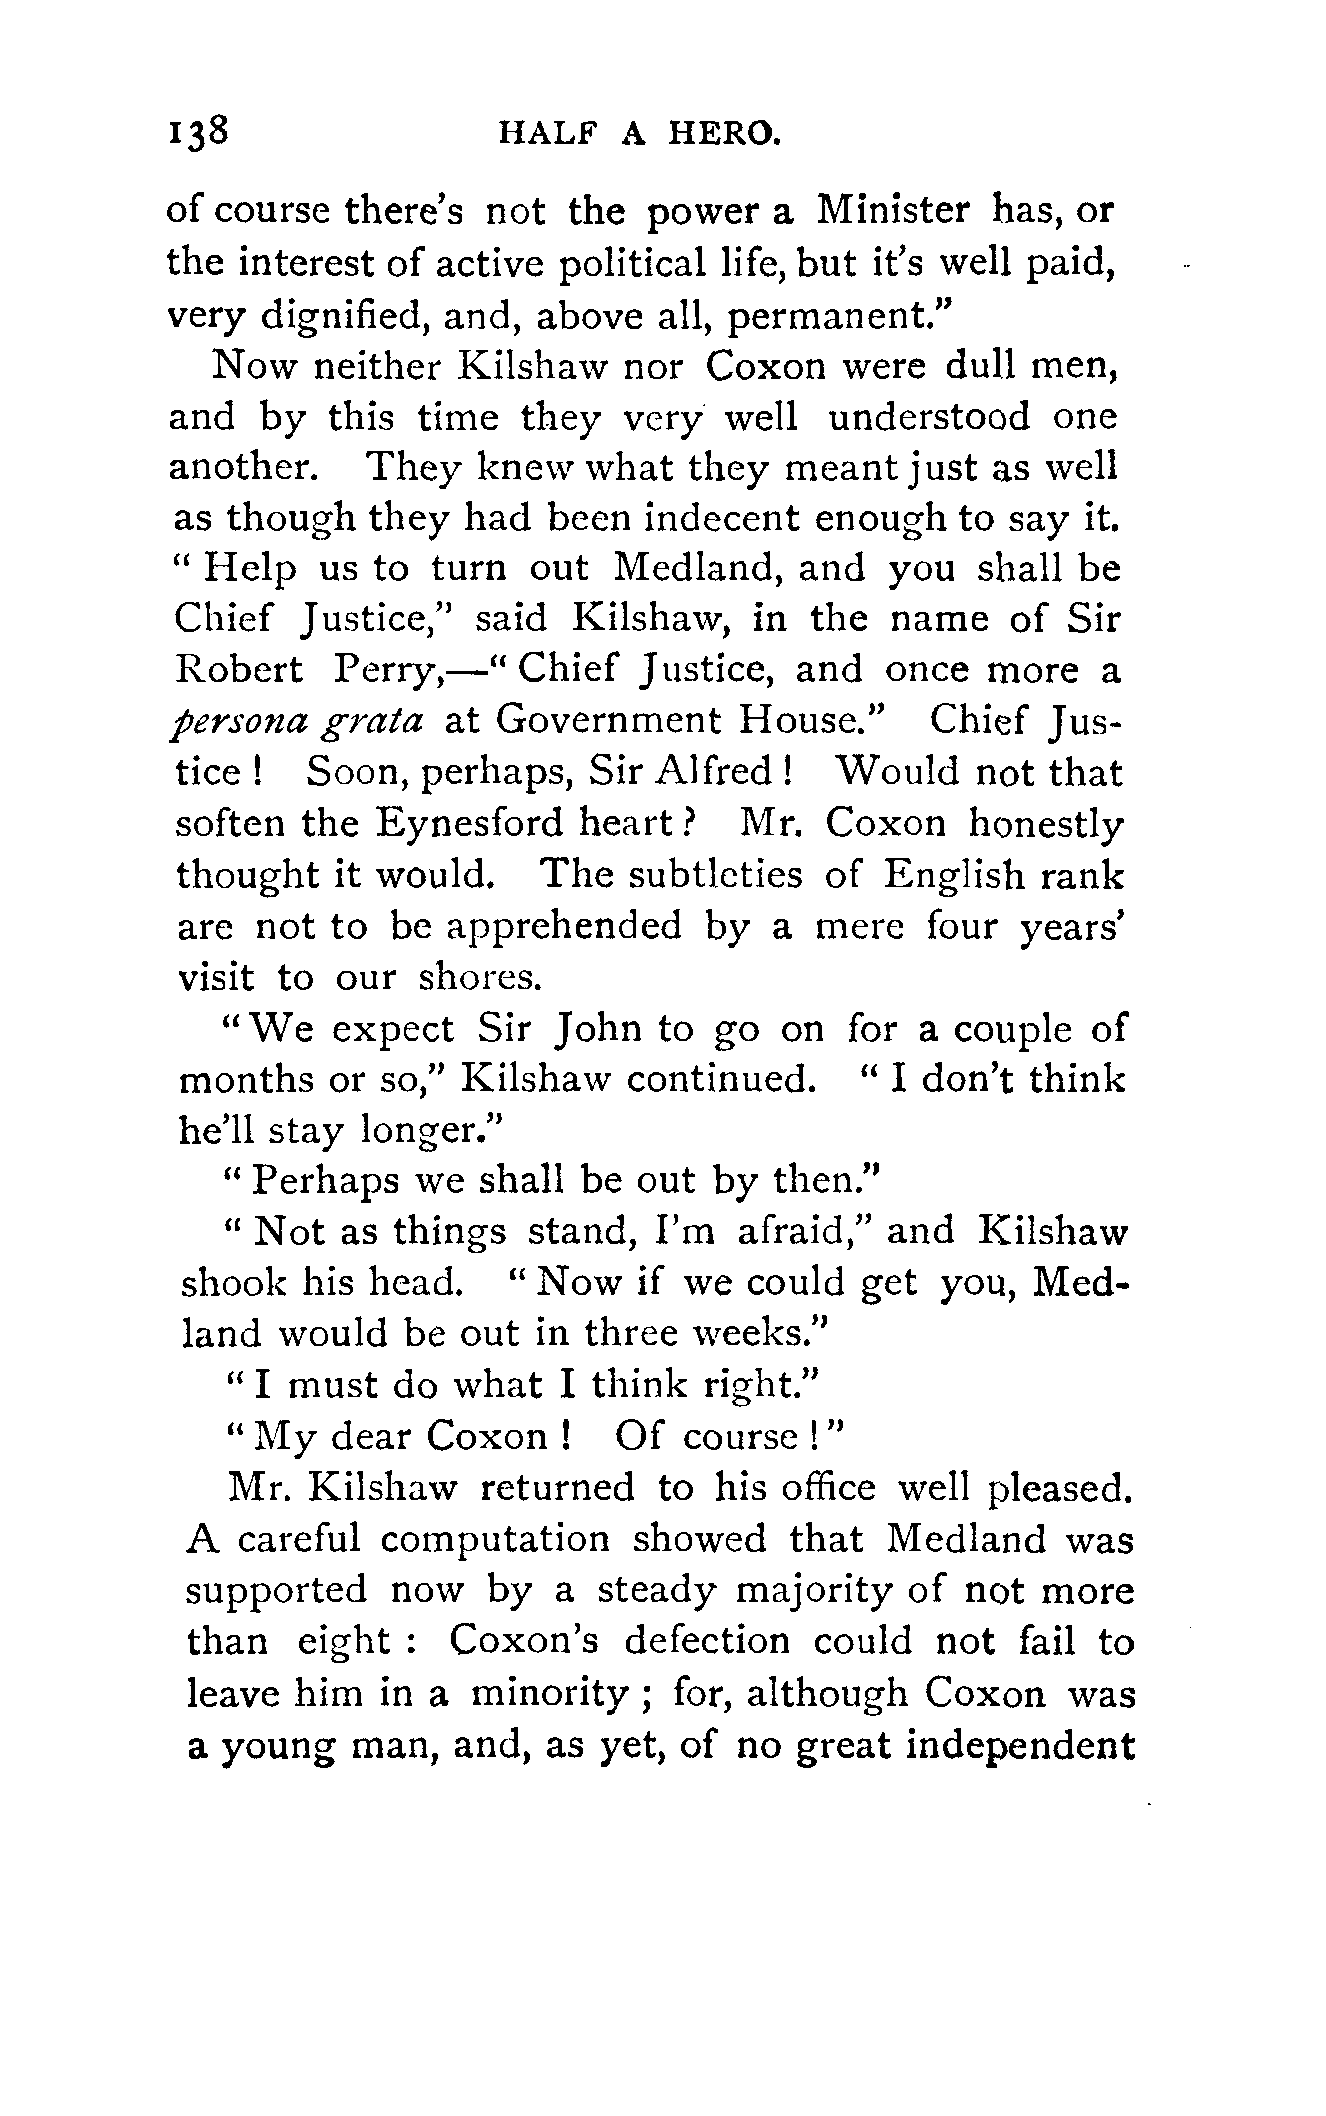 138 HALF A HERO.
of course there's not the power a Minister has, or
the interest of active political life, but it's well paid,
very dignified, and, above all, permanent."
Now neither Kilshaw nor Coxon were dull men,
and by this time they very well understood one
another. They knew what they meant just as well
as though they had been indecent enough to say it.
" Help us to turn out Medland, and you shall be
Chief Justice," said Kilshaw, in the name of Sir
Robert Perry,—" Chief Justice, and once more a
persona grata at Government House." Chief Jus-
tice ! Soon, perhaps, Sir Alfred ! Would not that
soften the Eynesford heart ? Mr. Coxon honestly
thought it would. The subtleties of English rank
are not to be apprehended by a mere four years'
visit to our shores.
" We expect Sir John to go on for a couple of
months or so," Kilshaw continued. " I don't think
he'll stay longer."
" Perhaps we shall be out by then."
" Not as things stand, I'm afraid," and Kilshaw
shook his head. " Now if we could get you, Med-
land would be out in three weeks."
" I must do what I think right."
" My dear Coxon ! Of course ! "
Mr. Kilshaw returned to his office well pleased.
A careful computation showed that Medland was
supported now by a steady majority of not more
than eight : Coxon's defection could not fail to
leave him in a minority ; for, although Coxon was
a young man, and, as yet, of no great independent